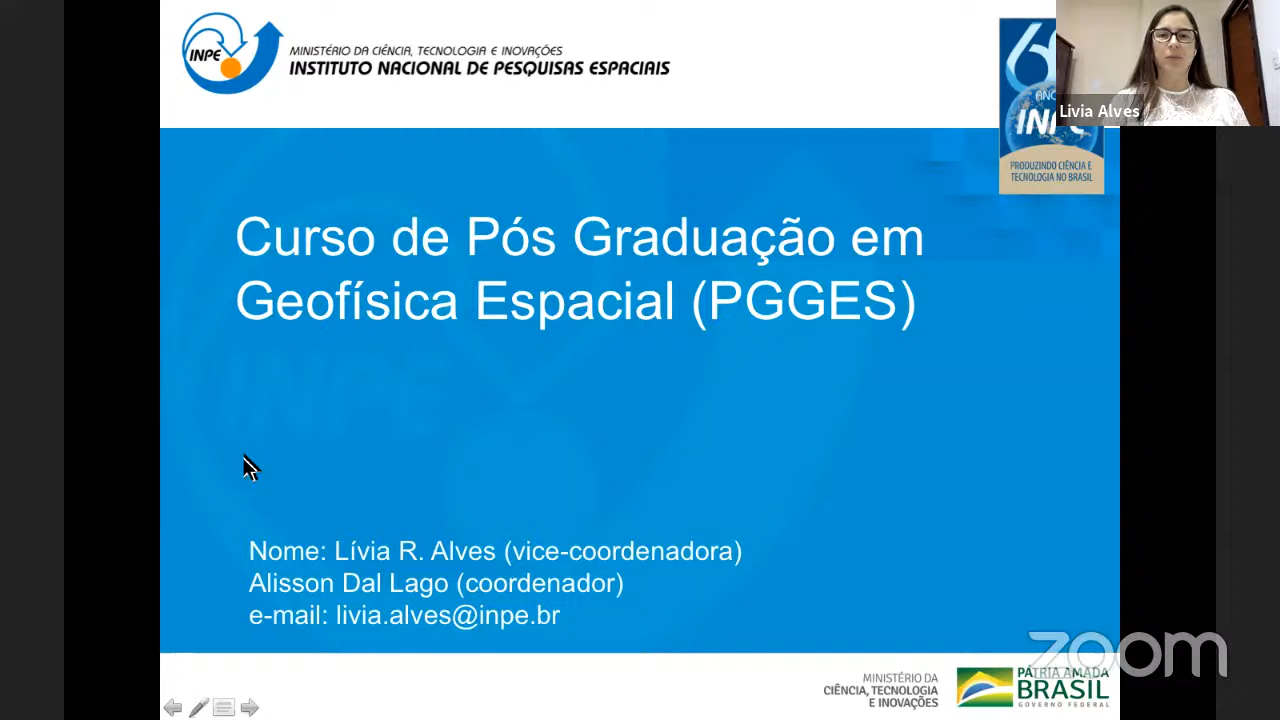 INPE
MINISTÉRIO DA CIÊNCIA, TECNOLOGIA E INOVAÇÕES
INSTITUTO NACIONAL DE PESQUISAS ESPACIAIS
Livia Alves
PRODUZINDO CIÊNCIA E
TECNOLOGIA NO BRASIL
Curso de Pós Graduação em
Geofísica Espacial (PGGES)
INPE
Nome: Lívia R. Alves (vice-coordenadora)
Alisson Dal Lago (coordenador)
e-mail: livia.alves@inpe.br
zoom
MINISTÉRIO DA
CIÊNCIA, TECNOLOGIA
E INOVAÇÕES
PÁTRIA AMADA
BRASIL
GOVERNO FEDERAL